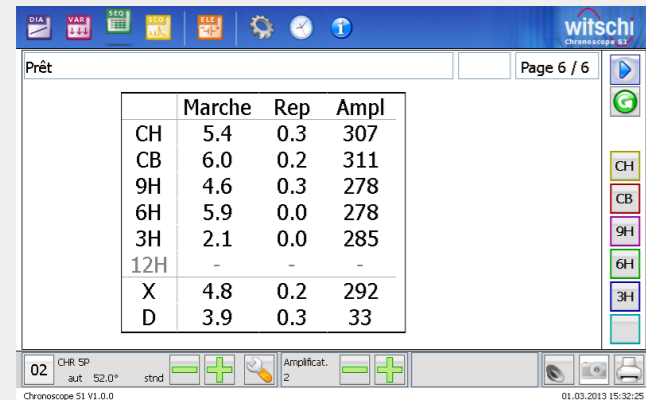 DIA VAR SEQ SCO ELE
witschi
Chronoscope S1
Prêt Page 6 / 6
Marche Rep Ampl
CH 5.4 0.3 307
CB 6.0 0.2 311
9H 4.6 0.3 278
6H 5.9 0.0 278
3H 2.1 0.0 285
12H - - -
X 4.8 0.2 292
D 3.9 0.3 33
CH
CB
9H
6H
3H
02 CHR 5P
aut 52.0° stnd
Amplificat.
2
Chronoscope S1 V1.0.0 01.03.2013 15:32:25